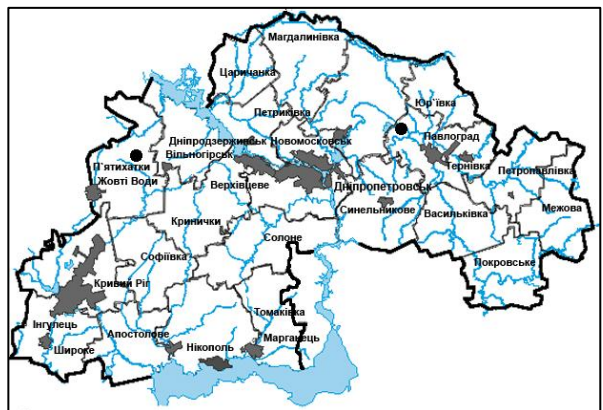 Магдалинівка
Царичанка
Юр'ївка
Петриківка
Дніпродзержинськ
Новомосковськ
Павлоград
Вільногірськ
П'ятихатки
Тернівка
Петропавлівка
Жовті Води
Верхівцеве
Дніпропетровськ
Синельникове
Васильківка
Межова
Кринички
Солоне
Софіївка
Покровське
Кривий Ріг
Томаківка
Інгулець
Апостолове
Марганець
Широке
Нікополь